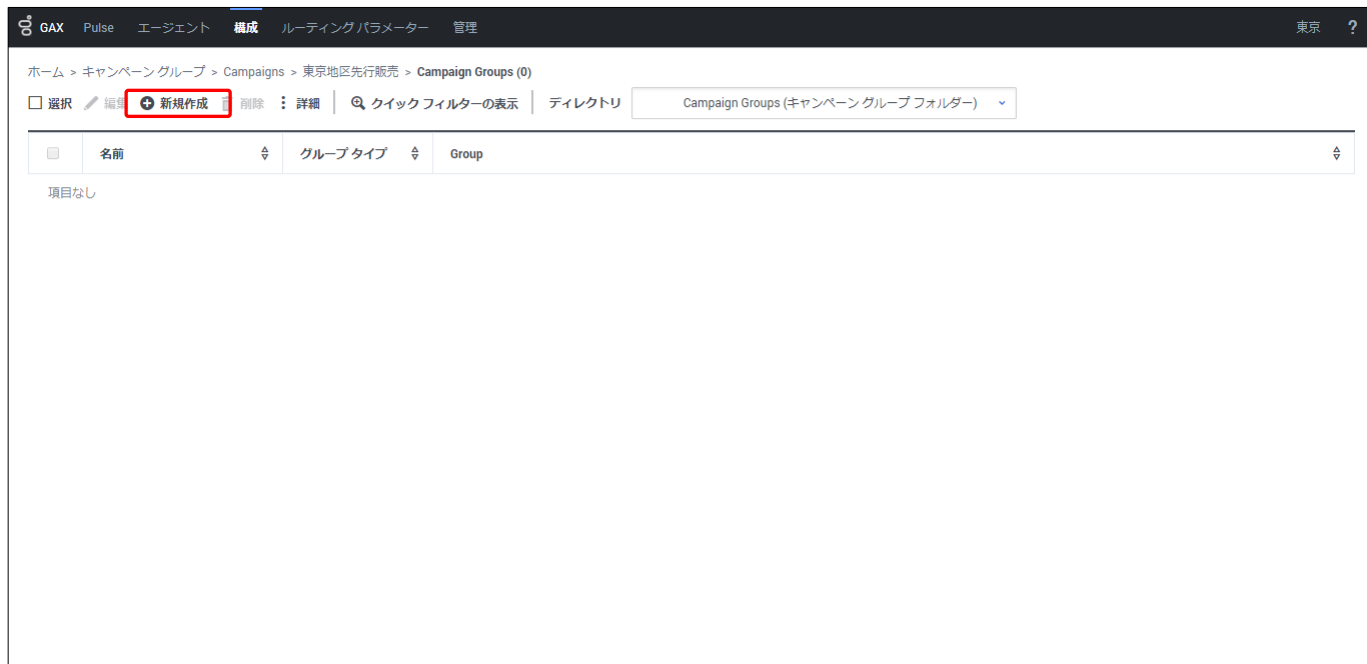 GAX Pulse エージェント 構成 ルーティング パラメーター 管理 東京 ?
ホーム > キャンペーン グループ > Campaigns > 東京地区先行販売 > Campaign Groups (0)
選択 編集 新規作成 削除 詳細 クイック フィルターの表示 ディレクトリ Campaign Groups (キャンペーン グループ フォルダー)
名前 グループ タイプ Group
項目なし